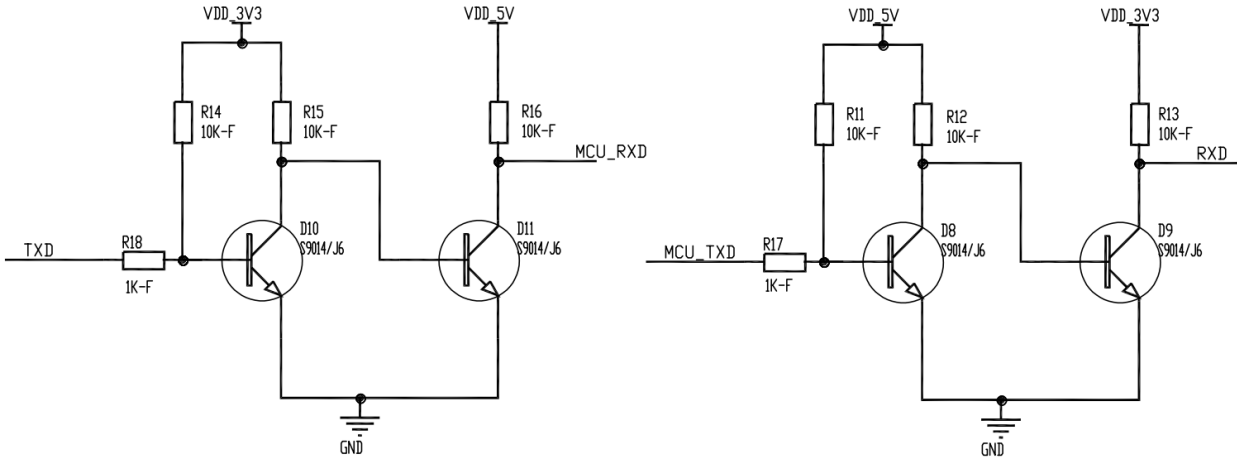 VDD_3V3
VDD_5V
R14
10K-F
R15
10K-F
R16
10K-F
MCU_RXD
D10
S9014/J6
D11
S9014/J6
TXD
R18
1K-F
GND
VDD_5V
VDD_3V3
R11
10K-F
R12
10K-F
R13
10K-F
RXD
D8
S9014/J6
D9
S9014/J6
MCU_TXD
R17
1K-F
GND